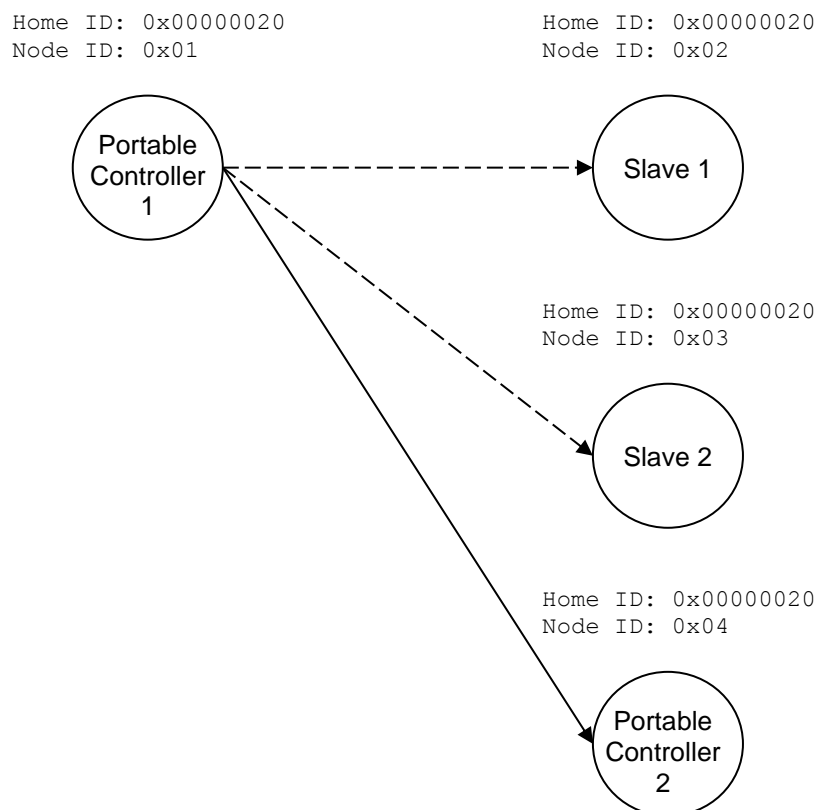 Home ID: 0x00000020
Node ID: 0x01
Home ID: 0x00000020
Node ID: 0x02
Portable
Controller
1
Slave 1
Home ID: 0x00000020
Node ID: 0x03
Slave 2
Home ID: 0x00000020
Node ID: 0x04
Portable
Controller
2